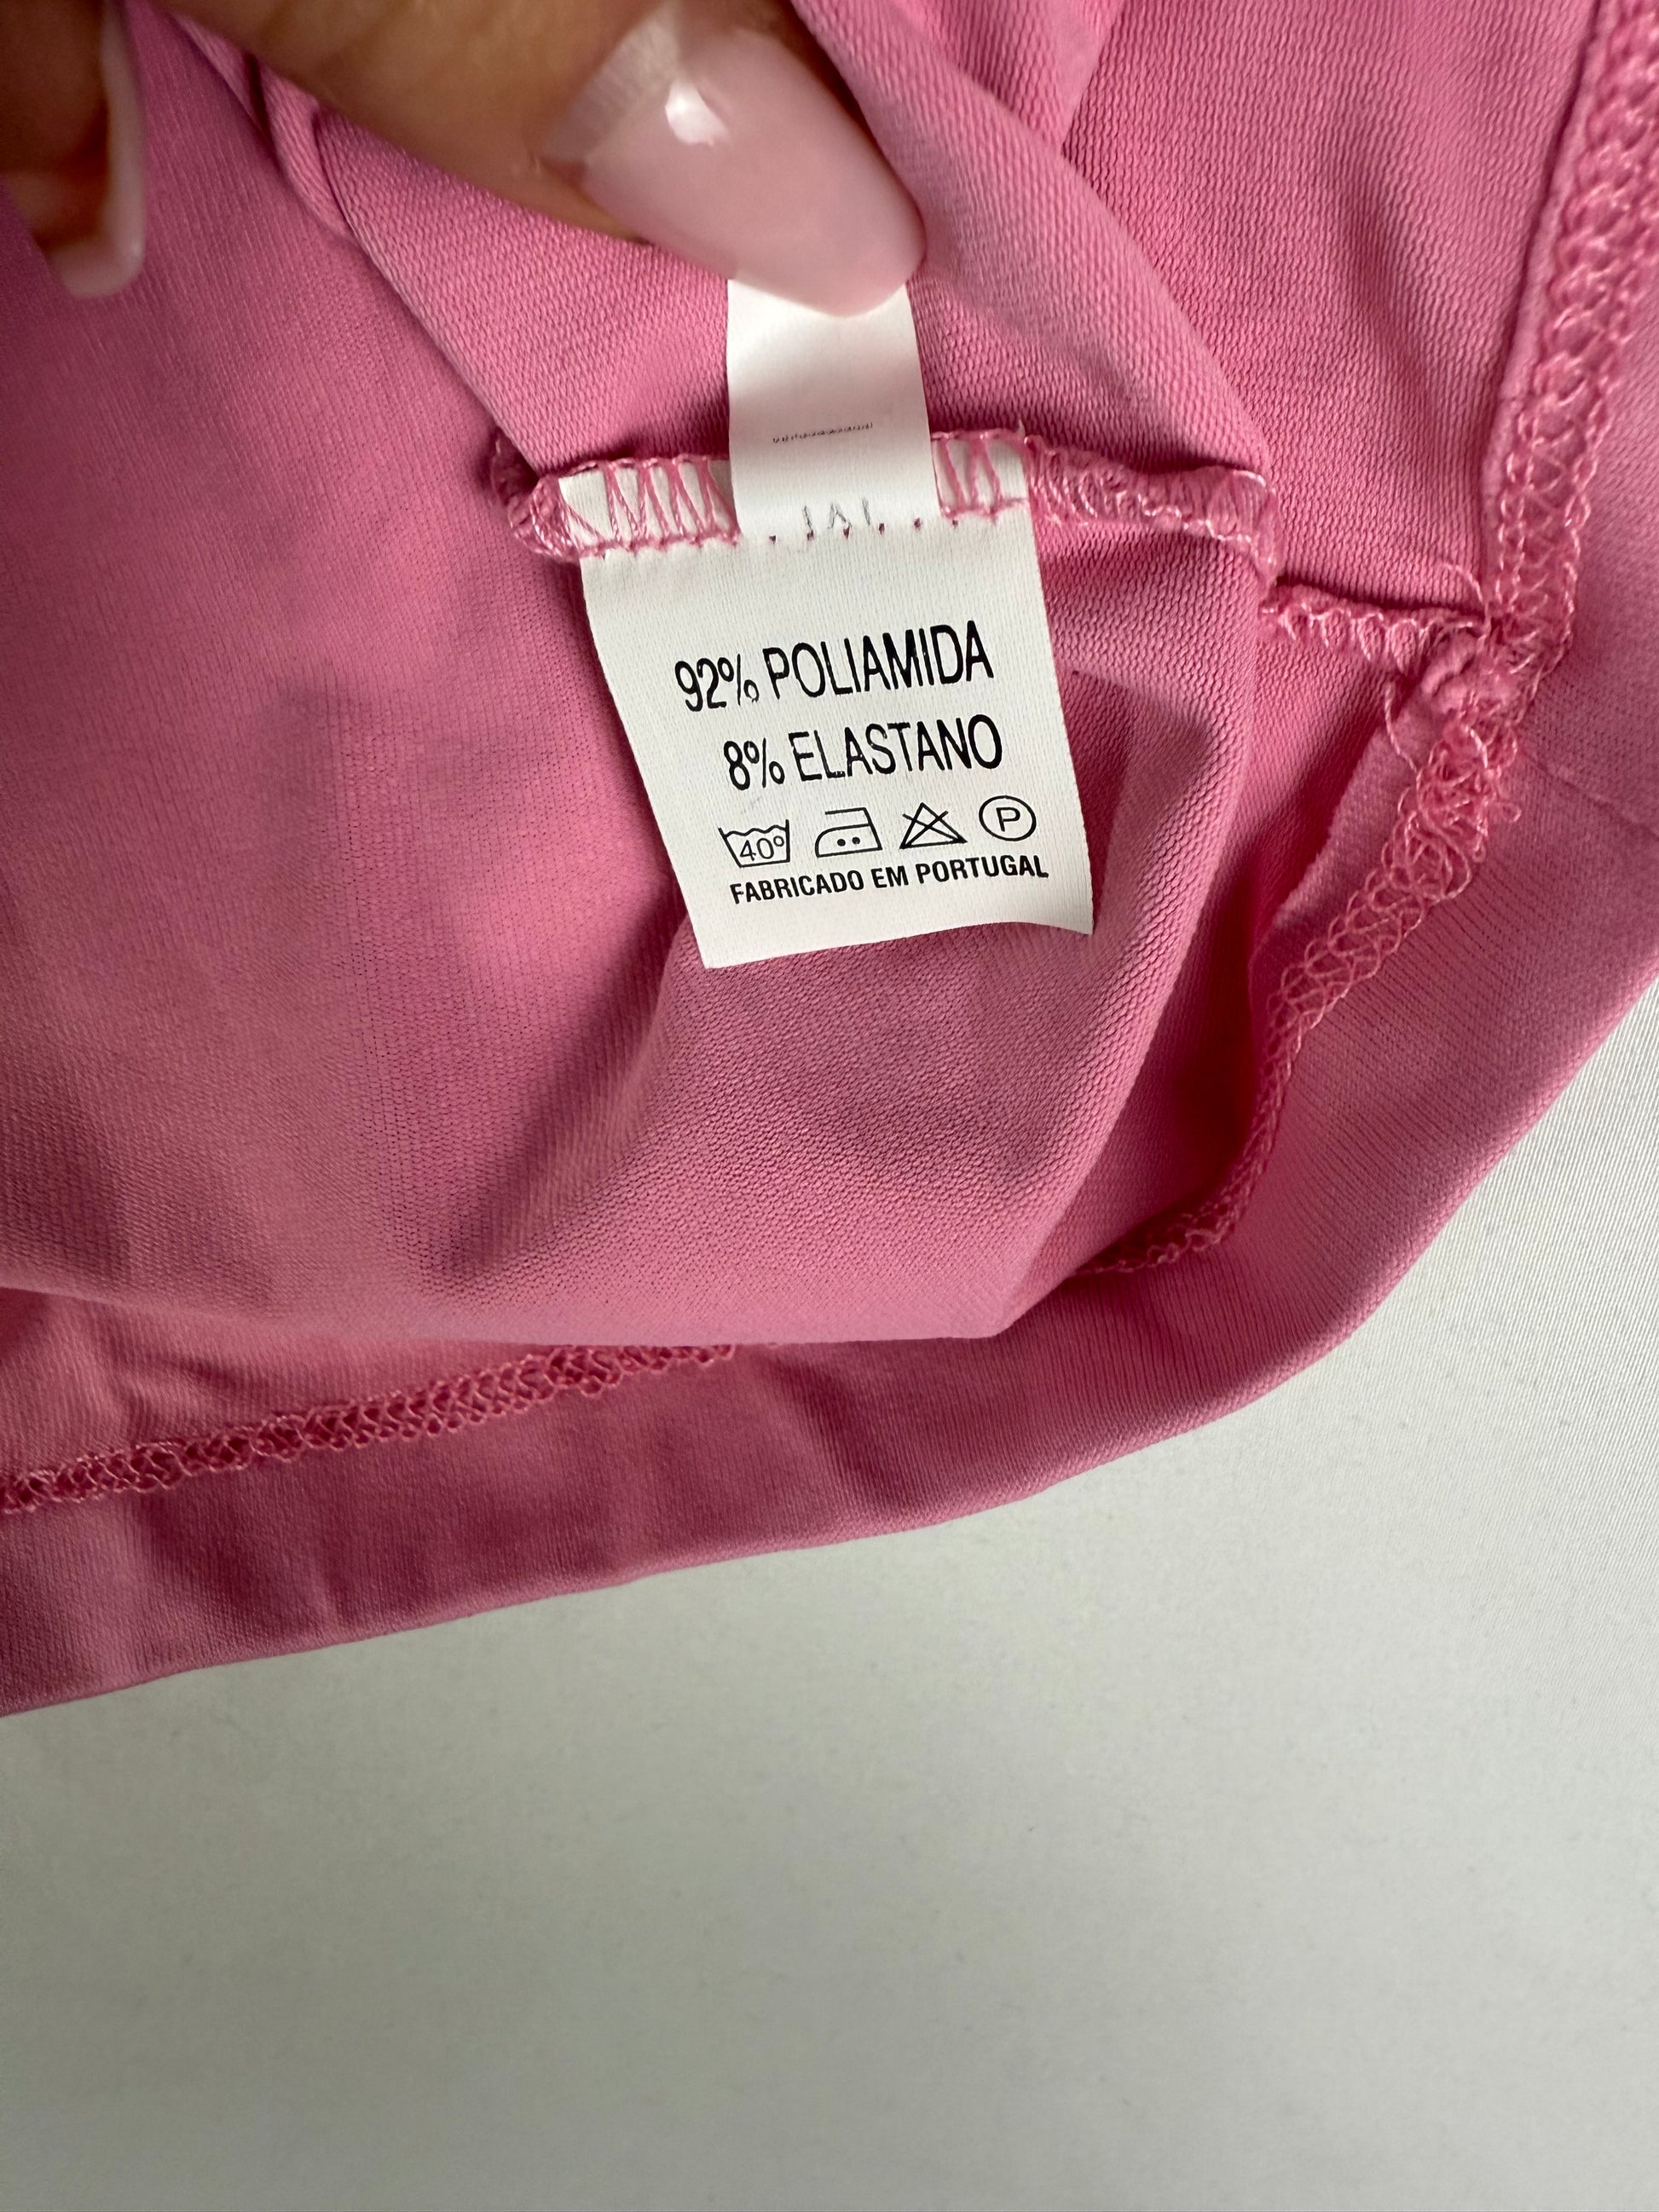 92% POLIAMIDA
8% ELASTANO
40° P
FABRICADO EM PORTUGAL